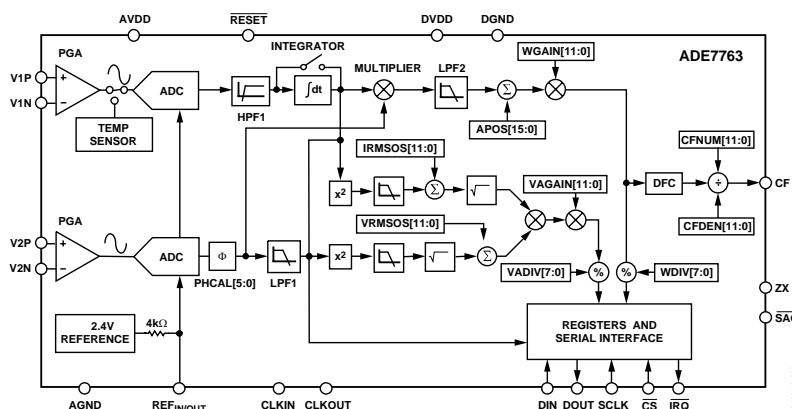 AVDD RESET DVDD DGND
INTEGRATOR
WGAIN[11:0]
ADE7763
PGA
MULTIPLIER
LPF2
V1P
+
ADC
∫dt
Σ
V1N
–
HPF1
TEMP
SENSOR
APOS[15:0]
CFNUM[11:0]
IRMSOS[11:0]
VAGAIN[11:0]
DFC
÷
CF
x²
Σ
√
PGA
VRMSOS[11:0]
CFDEN[11:0]
V2P
+
ADC
Φ
x²
√
Σ
V2N
–
PHCAL[5:0]
LPF1
VADIV[7:0]
%
%
WDIV[7:0]
ZX
2.4V
REFERENCE
4kΩ
REGISTERS AND
SERIAL INTERFACE
AGND REFIN/OUT CLKIN CLKOUT DIN DOUT SCLK CS IRQ